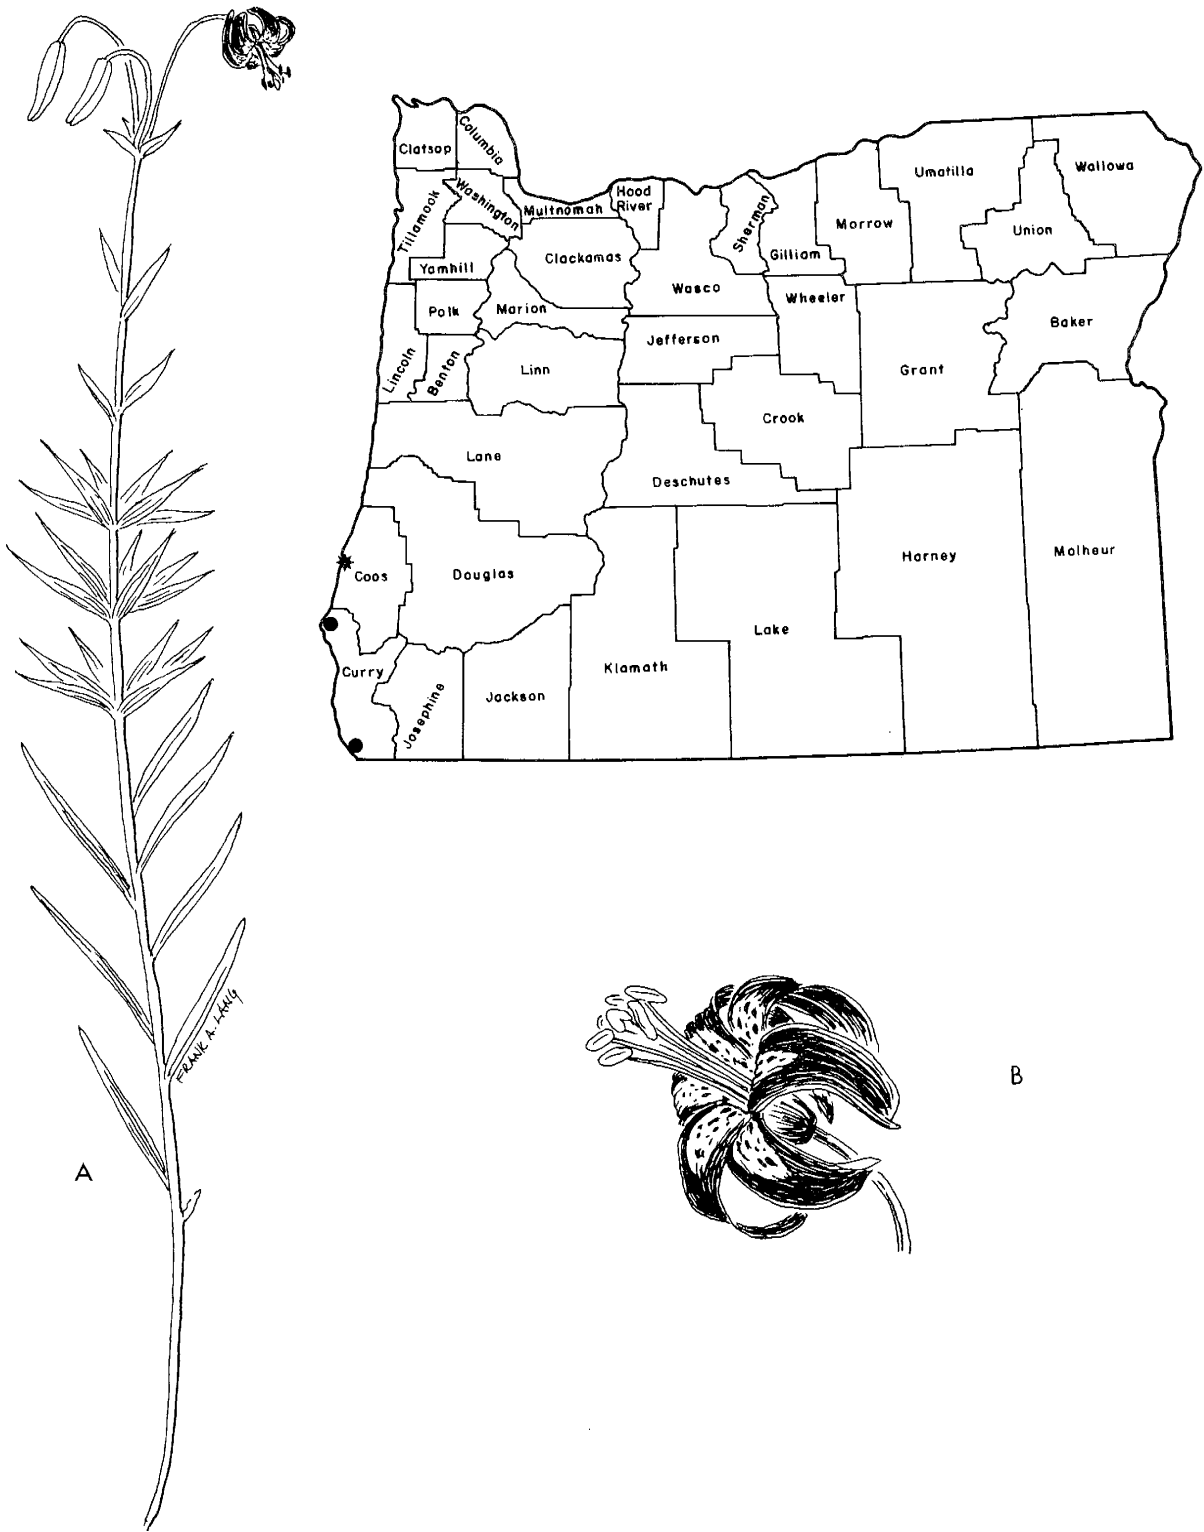 Clatsop
Columbia
Tillamook
Washington
Multnomah
Hood
River
Sherman
Gilliam
Morrow
Umatilla
Union
Wallowa
Yamhill
Clackamas
Wasco
Wheeler
Polk
Marion
Jefferson
Baker
Lincoln
Benton
Linn
Grant
Crook
Lane
Deschutes
Coos
Douglas
Harney
Malheur
Curry
Josephine
Jackson
Klamath
Lake
FRANK A. LANG
A
B